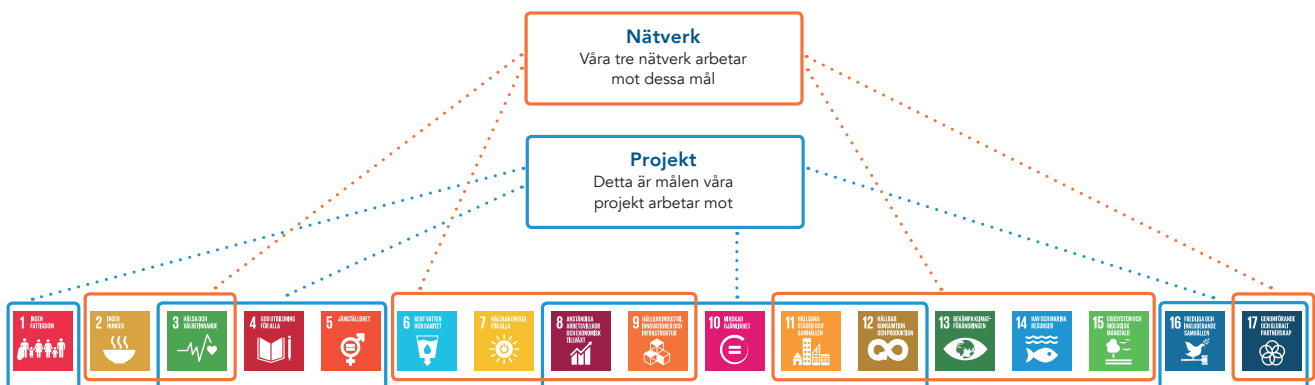 Nätverk
Våra tre nätverk arbetar
mot dessa mål
Projekt
Detta är målen våra
projekt arbetar mot
1 INGEN
FATTIGDOM
2 INGEN
HUNGER
3 HÄLSA OCH
VÄLBEFINNANDE
4 GOD UTBILDNING
FÖR ALLA
5 JÄMSTÄLLDHET
6 RENT VATTEN
OCH SANITET
7 HÅLLBAR ENERGI
FÖR ALLA
8 ANSTÄNDIGA
ARBETSVILLKOR
OCH EKONOMISK
TILLVÄXT
9 HÅLLBAR INDUSTRI,
INNOVATIONER OCH
INFRASTRUKTUR
10 MINSKAD
OJÄMLIKHET
11 HÅLLBARA
STÄDER OCH
SAMHÄLLEN
12 HÅLLBAR
KONSUMTION
OCH PRODUKTION
13 BEKÄMPA KLIMAT-
FÖRÄNDRINGEN
14 HAV OCH MARINA
RESURSER
15 EKOSYSTEM OCH
BIOLOGISK
MÅNGFALD
16 FREDLIGA OCH
INKLUDERANDE
SAMHÄLLEN
17 GENOMFÖRANDE
OCH GLOBALT
PARTNERSKAP